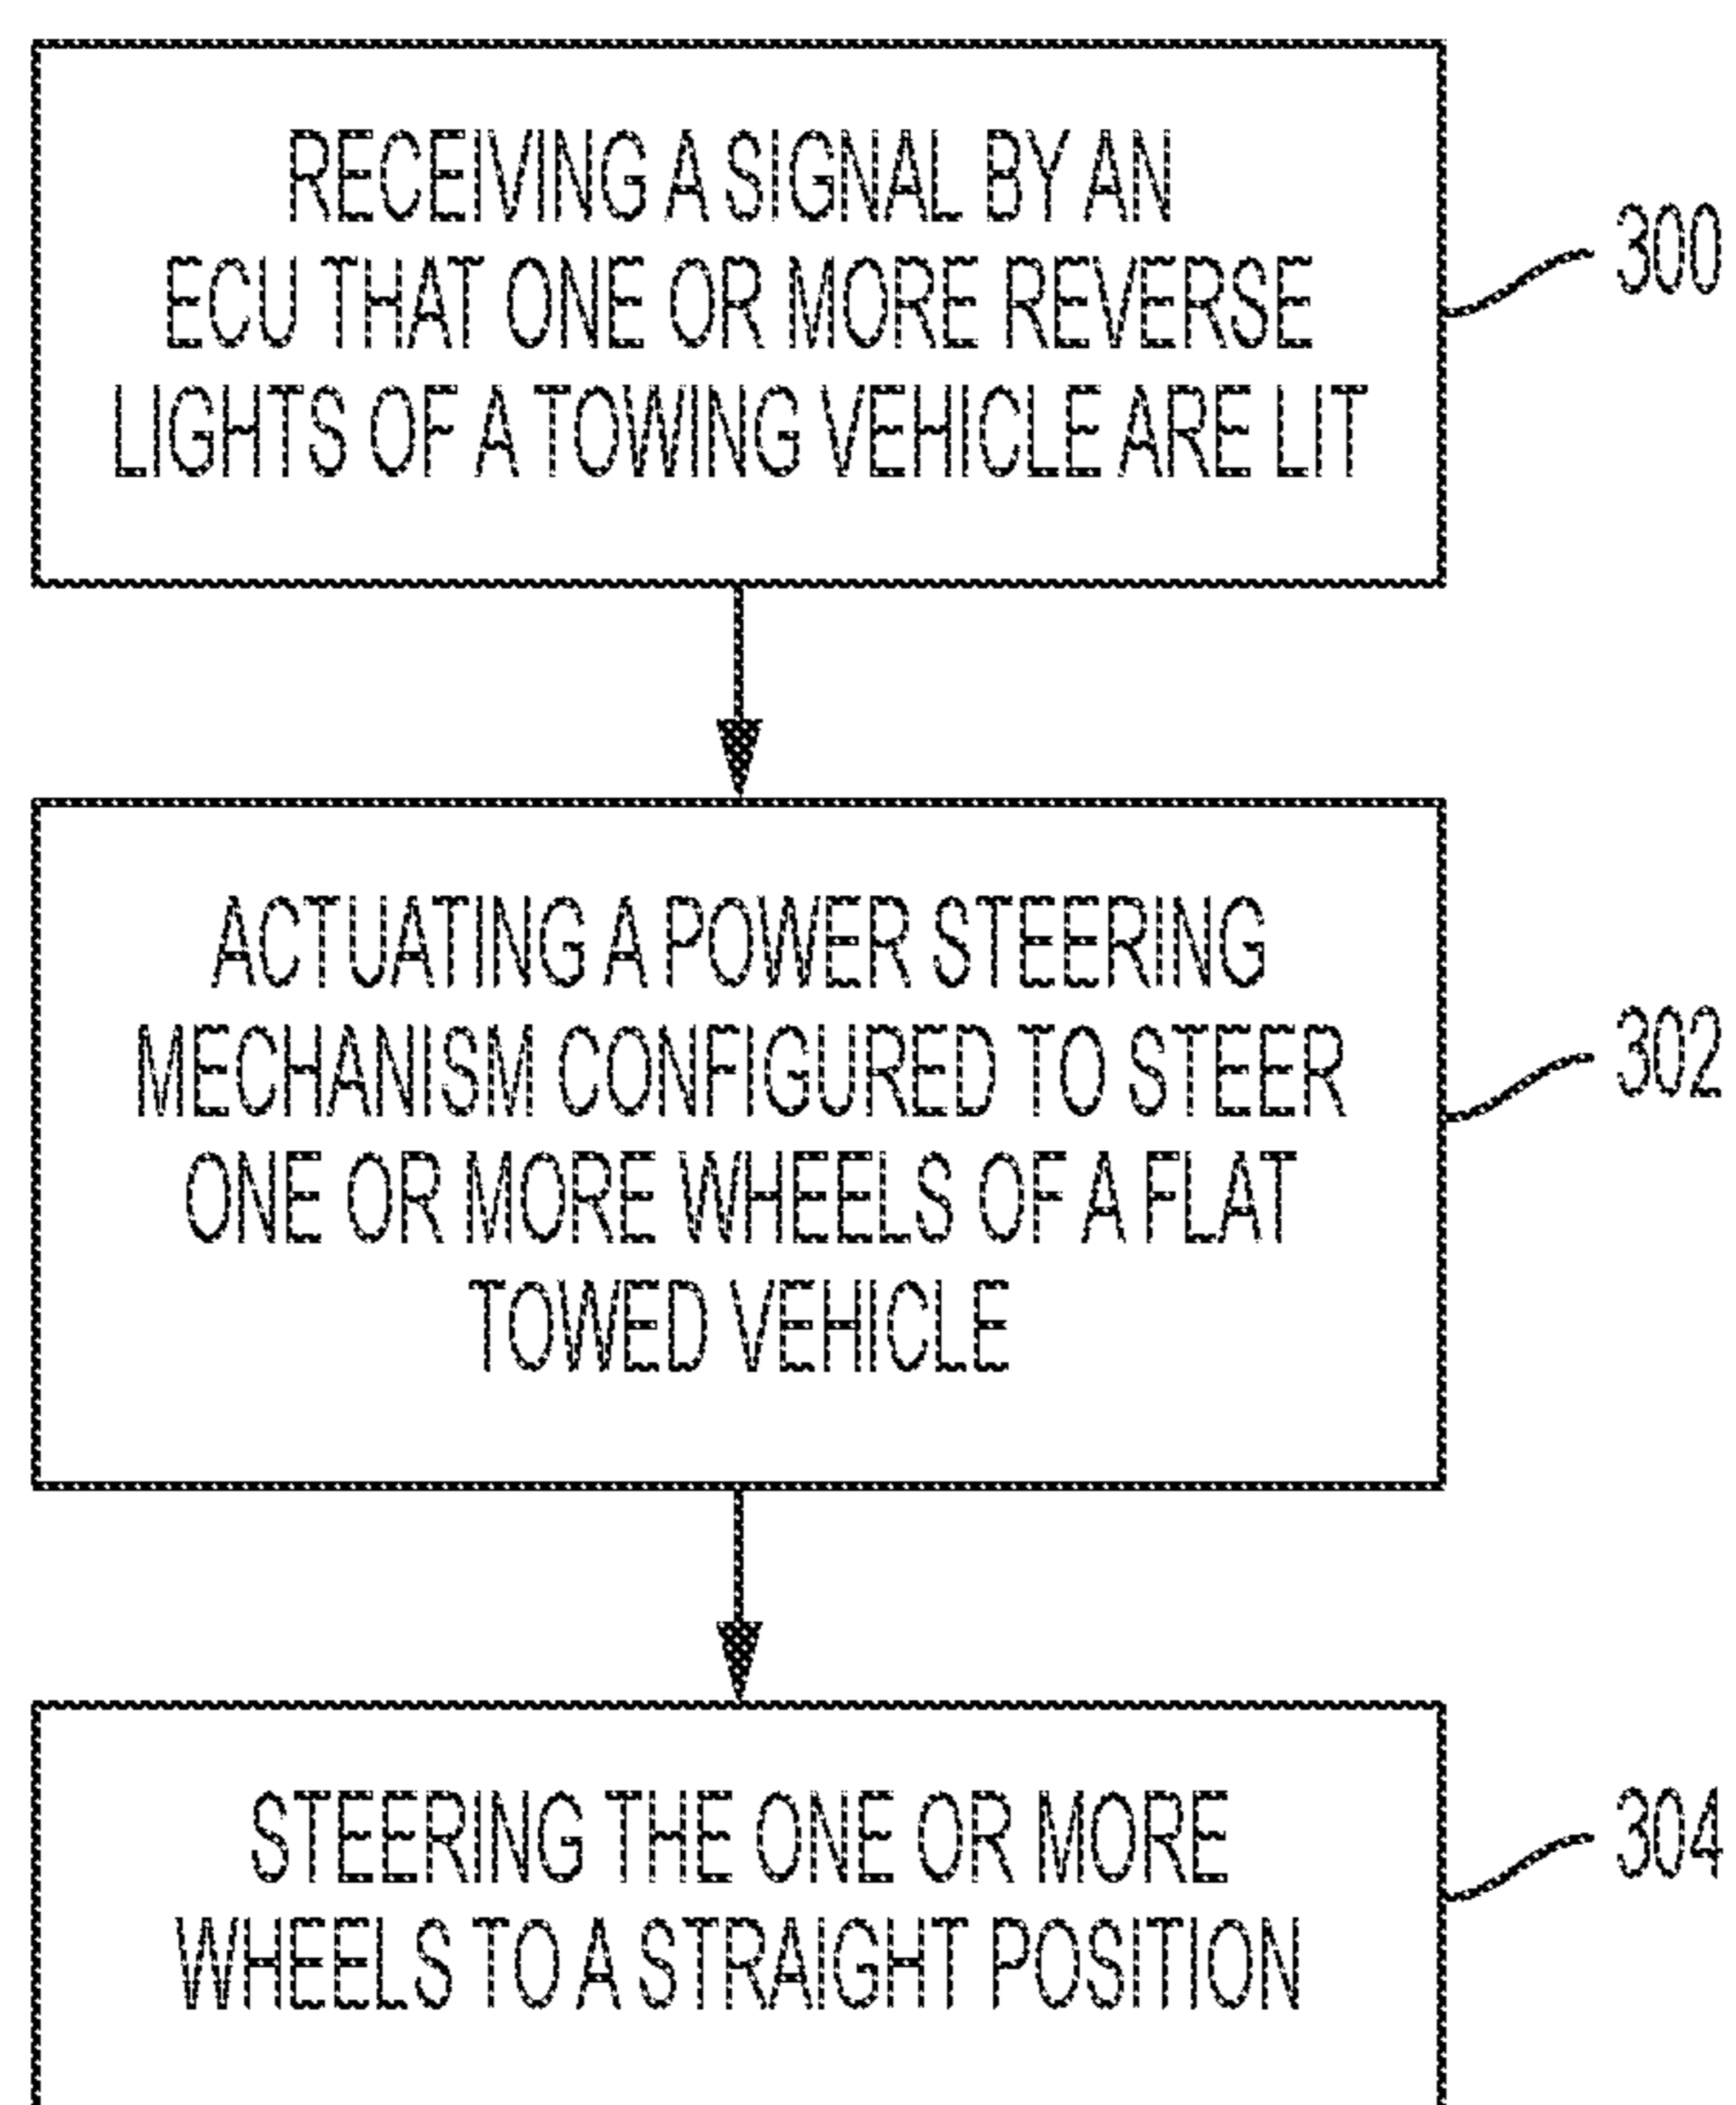 RECEIVING A SIGNAL BY AN
ECU THAT ONE OR MORE REVERSE
LIGHTS OF A TOWING VEHICLE ARE LIT
300
ACTUATING A POWER STEERING
MECHANISM CONFIGURED TO STEER
ONE OR MORE WHEELS OF A FLAT
TOWED VEHICLE
302
STEERING THE ONE OR MORE
WHEELS TO A STRAIGHT POSITION
304